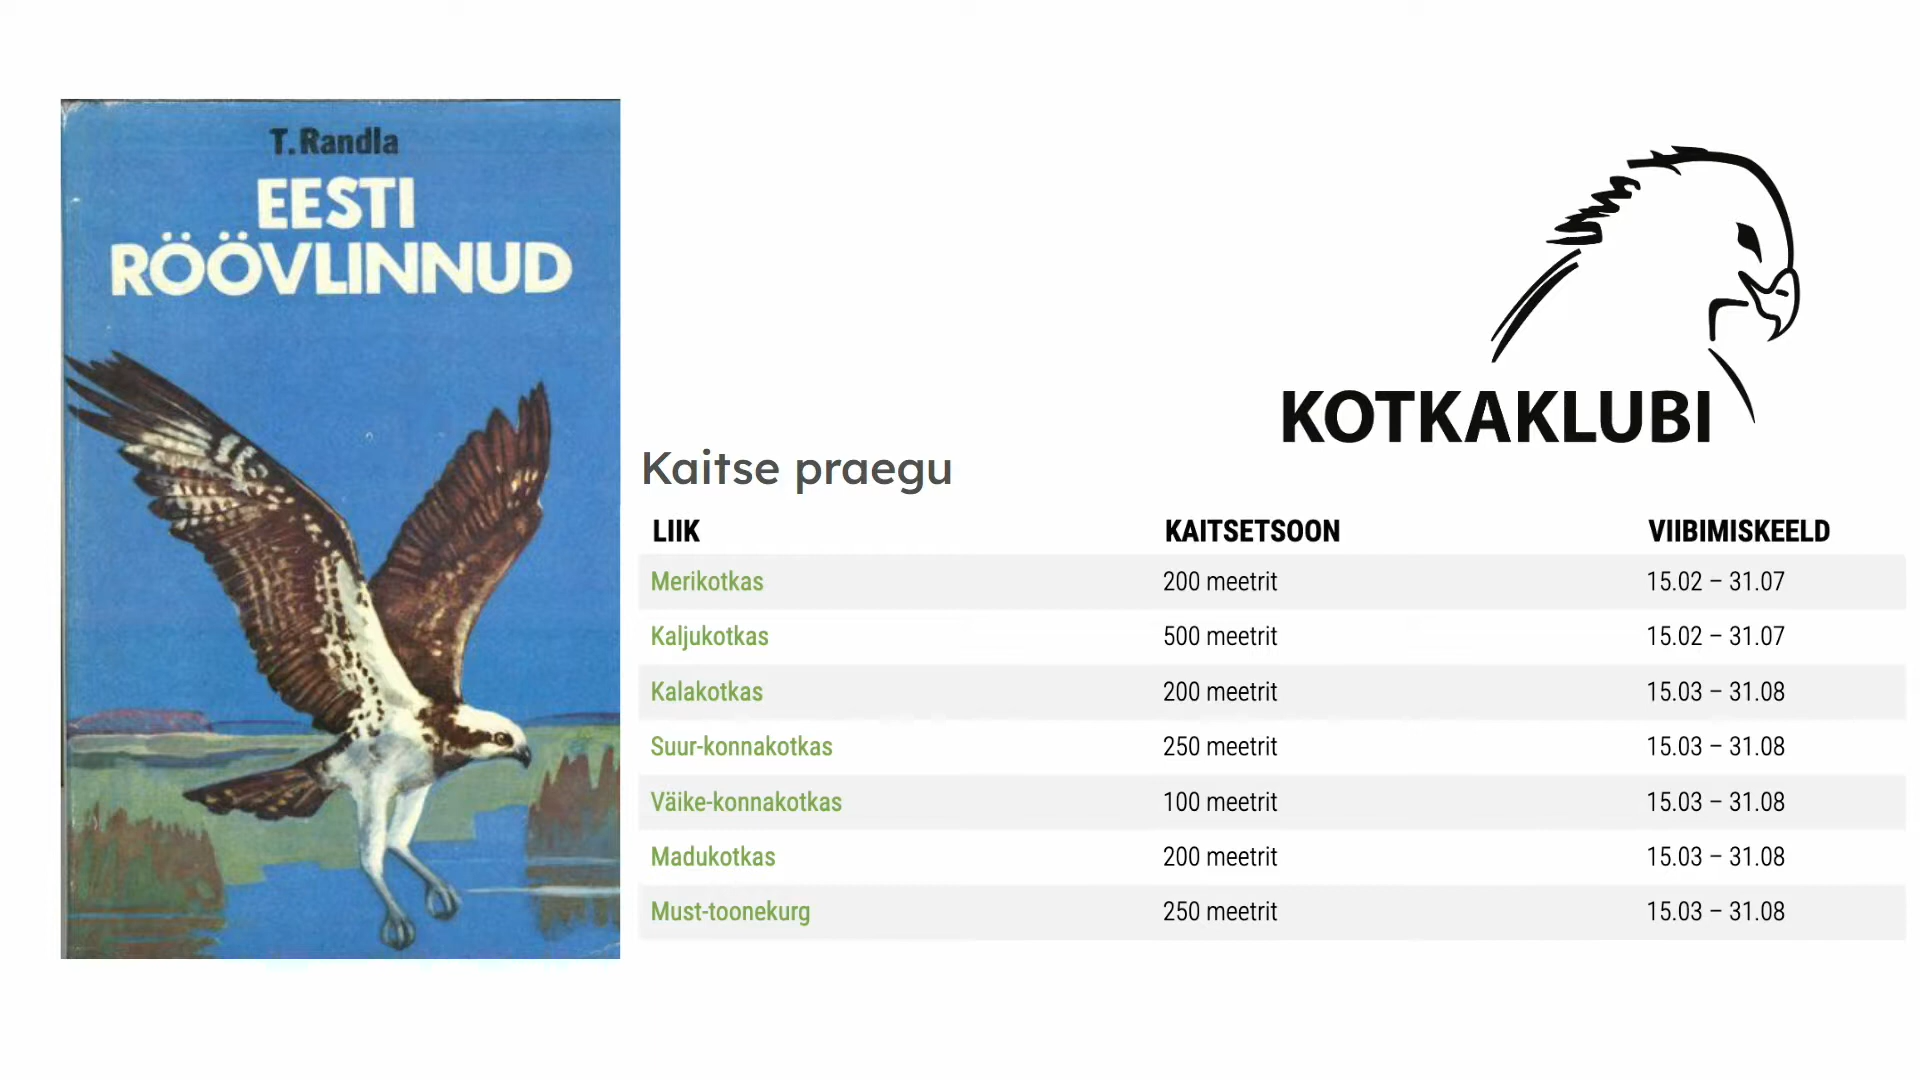 T. Randla
EESTI
RÖÖVLINNUD
KOTKAKLUBI
Kaitse praegu
LIIK KAITSETSOON VIIBIMISKEELD
Merikotkas 200 meetrit 15.02 – 31.07
Kaljukotkas 500 meetrit 15.02 – 31.07
Kalakotkas 200 meetrit 15.03 – 31.08
Suur-konnakotkas 250 meetrit 15.03 – 31.08
Väike-konnakotkas 100 meetrit 15.03 – 31.08
Madukotkas 200 meetrit 15.03 – 31.08
Must-toonekurg 250 meetrit 15.03 – 31.08